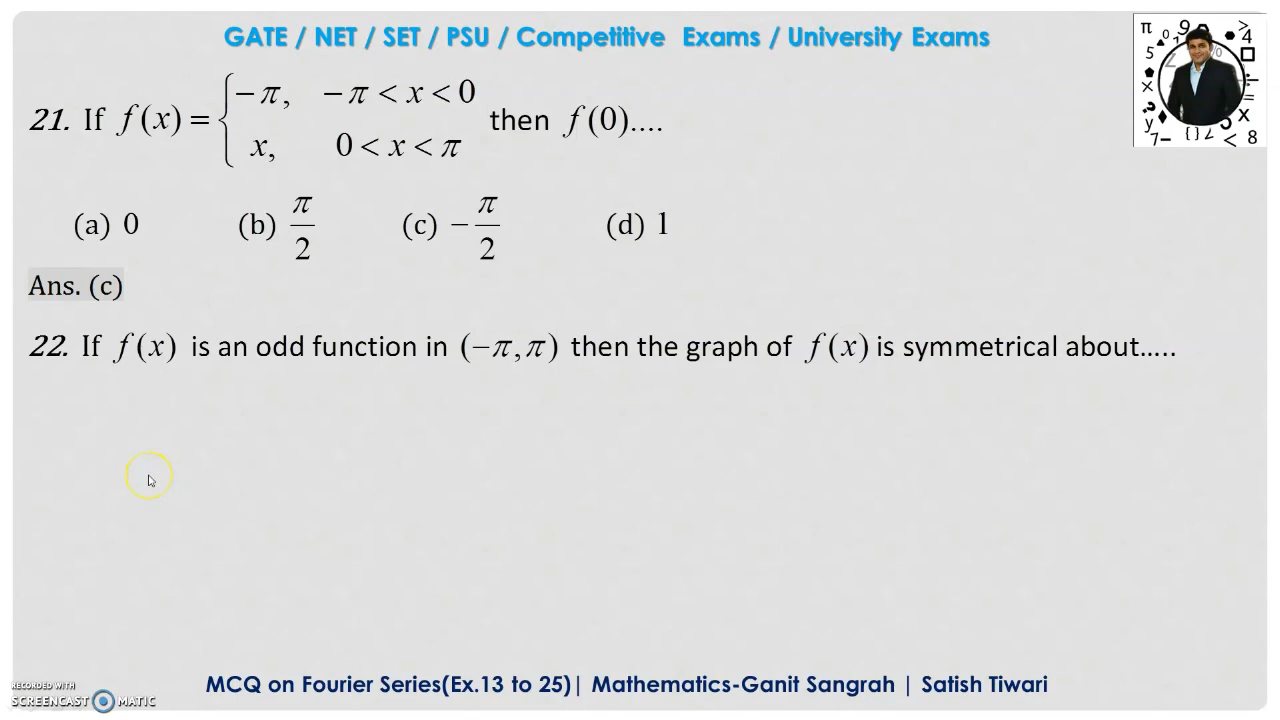 GATE / NET / SET / PSU / Competitive Exams / University Exams
21. If f(x) = { −π, −π < x < 0
x, 0 < x < π then f(0)....
(a) 0 (b) π/2 (c) −π/2 (d) 1
Ans. (c)
22. If f(x) is an odd function in (−π, π) then the graph of f(x) is symmetrical about.....
MCQ on Fourier Series(Ex.13 to 25)| Mathematics-Ganit Sangrah | Satish Tiwari
RECORDED WITH
SCREENCAST MATIC